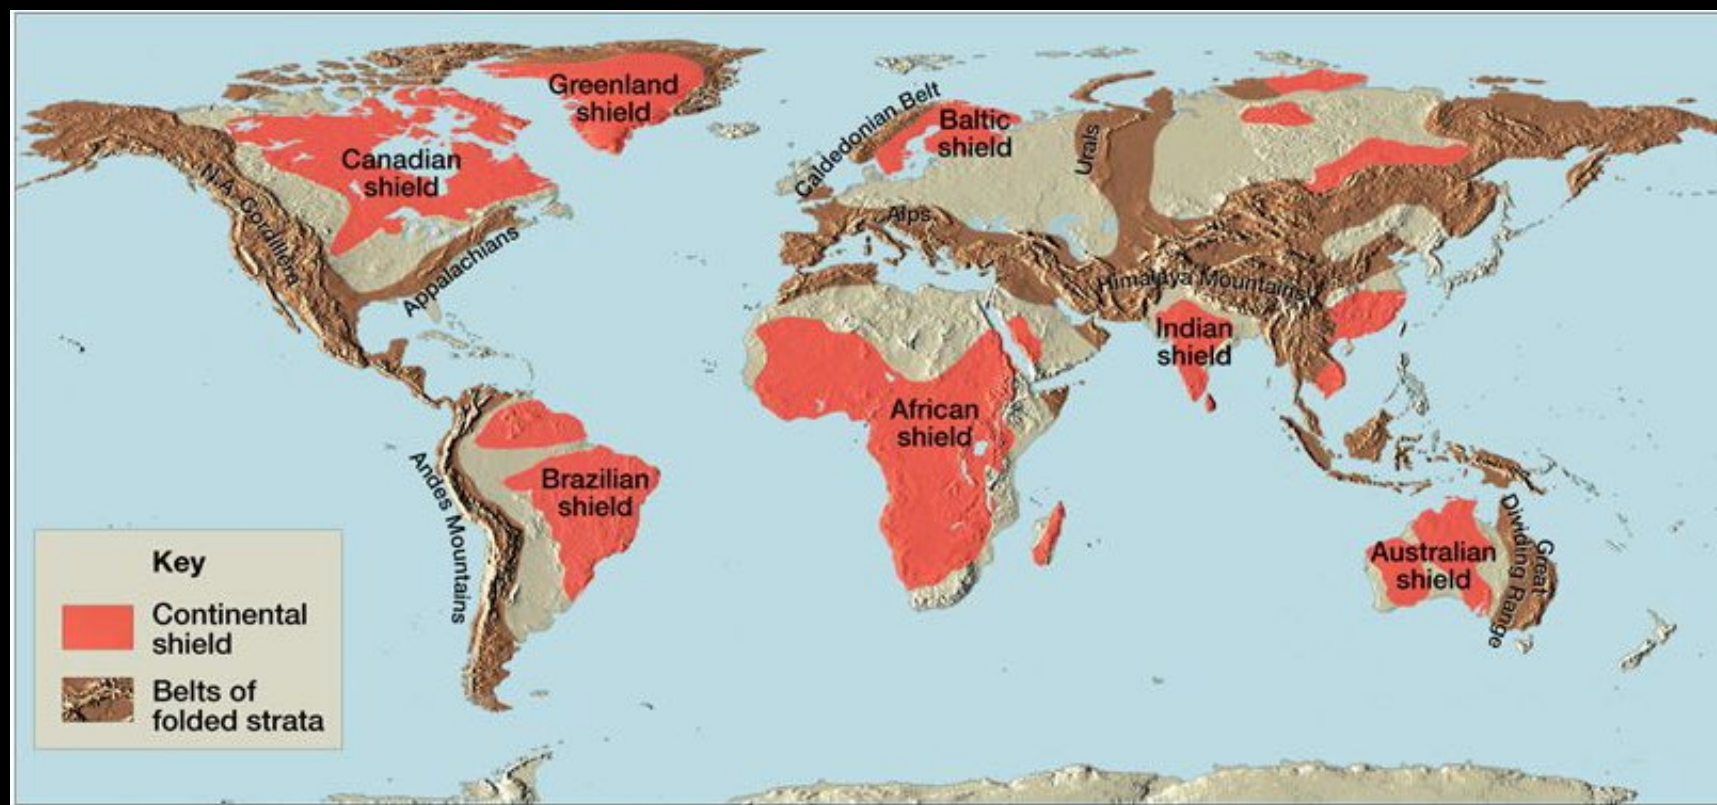 Greenland
shield
Canadian
shield
N.A. Cordillera
Appalachians
Caldedonian Belt
Baltic
shield
Urals
Alps
Himalaya Mountains
Indian
shield
African
shield
Andes Mountains
Brazilian
shield
Australian
shield
Great
Dividing Range
Key
Continental
shield
Belts of
folded strata